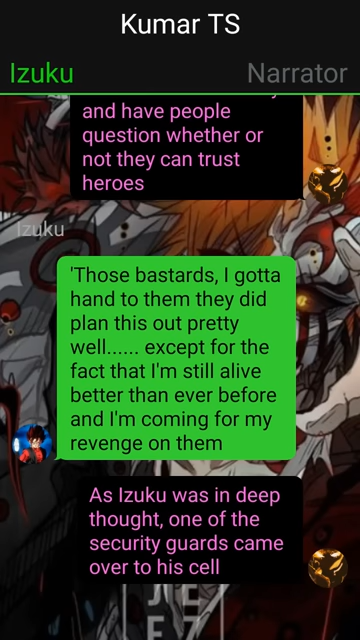 Kumar TS
Izuku
Narrator
and have people
question whether or
not they can trust
heroes
Izuku
'Those bastards, I gotta
hand to them they did
plan this out pretty
well...... except for the
fact that I'm still alive
better than ever before
and I'm coming for my
revenge on them
As Izuku was in deep
thought, one of the
security guards came
over to his cell